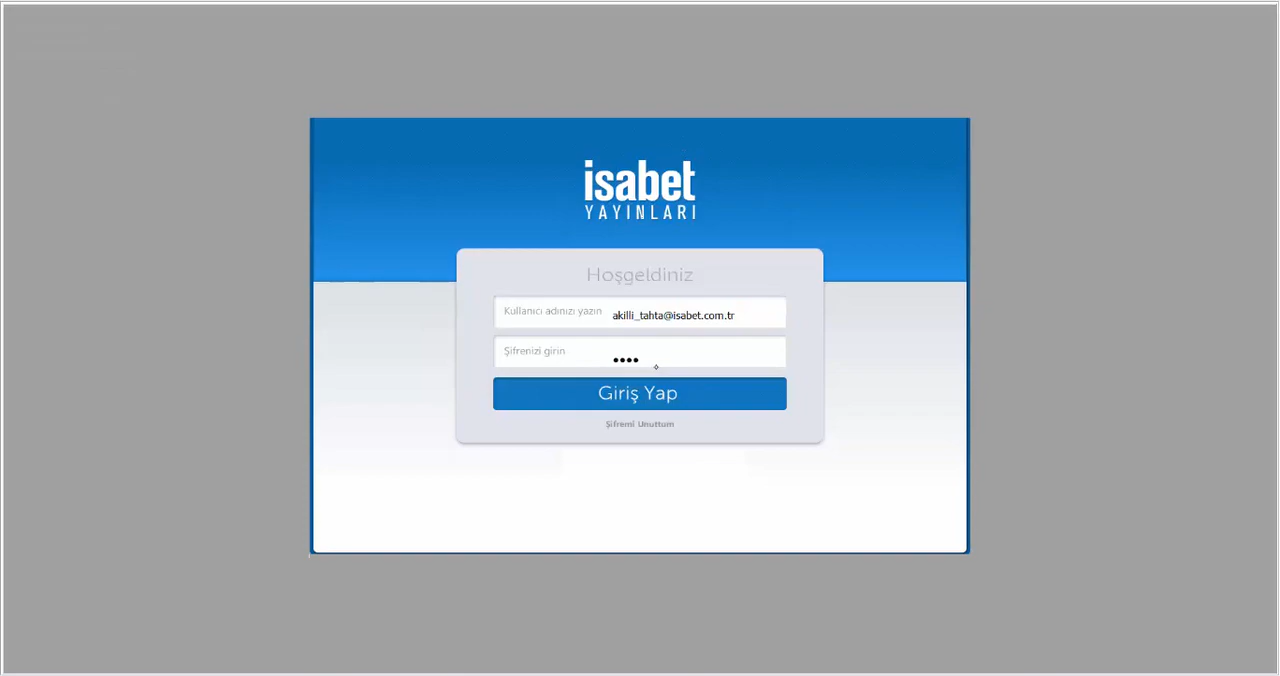 isabet
YAYINLARI
Hoşgeldiniz
Kullanıcı adınızı yazın akilli_tahta@isabet.com.tr
Şifrenizi girin ••••
Giriş Yap
Şifremi Unuttum